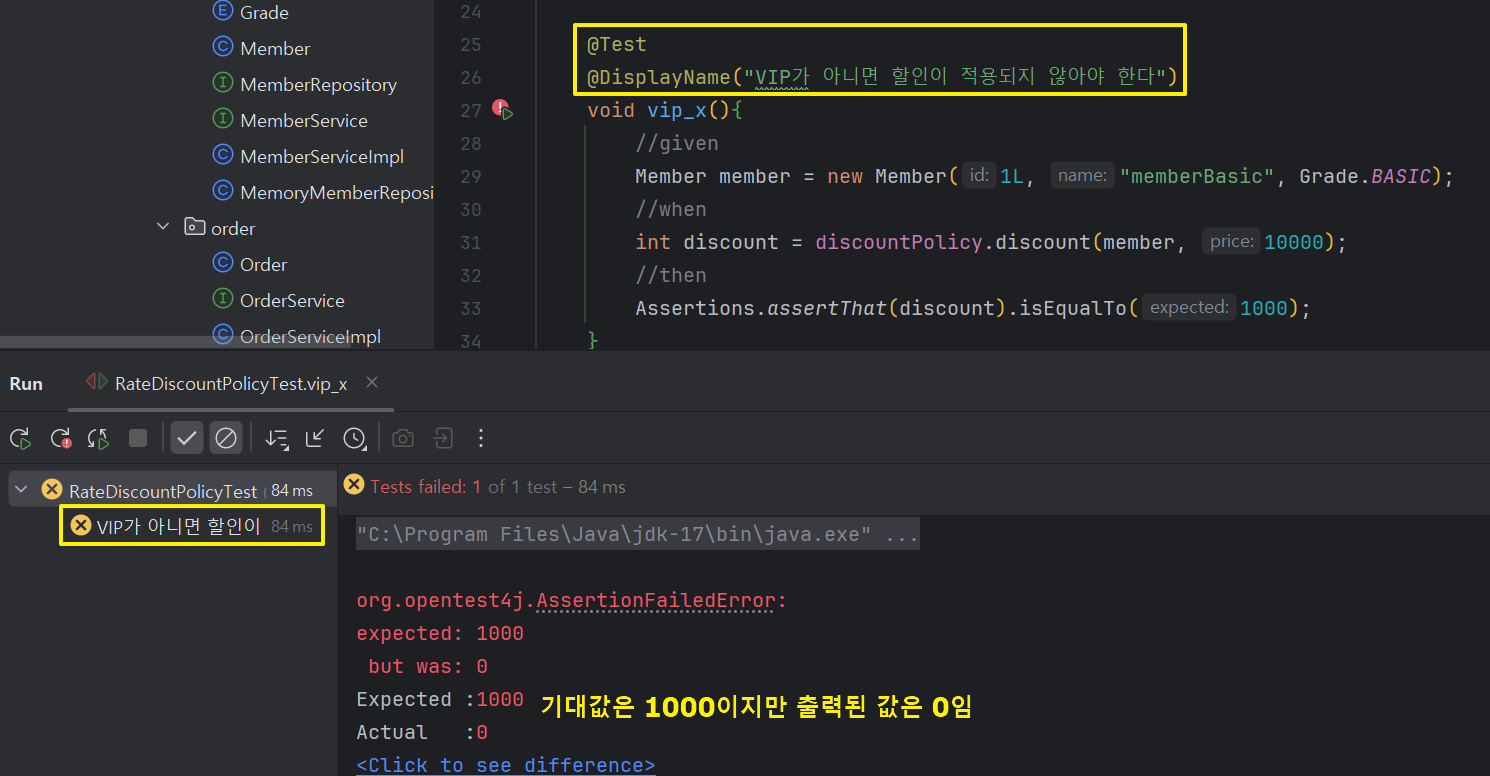 Grade
Member
MemberRepository
MemberService
MemberServiceImpl
MemoryMemberReposi
order
Order
OrderService
OrderServiceImpl
24
25 @Test
26 @DisplayName("VIP가 아니면 할인이 적용되지 않아야 한다")
27 void vip_x(){
28 //given
29 Member member = new Member( id: 1L, name: "memberBasic", Grade.BASIC);
30 //when
31 int discount = discountPolicy.discount(member, price: 10000);
32 //then
33 Assertions.assertThat(discount).isEqualTo( expected: 1000);
34 }
Run RateDiscountPolicyTest.vip_x
RateDiscountPolicyTest ( 84 ms
VIP가 아니면 할인이 84 ms
Tests failed: 1 of 1 test – 84 ms
"C:\Program Files\Java\jdk-17\bin\java.exe" ...
org.opentest4j.AssertionFailedError:
expected: 1000
but was: 0
Expected :1000
기대값은 1000이지만 출력된 값은 0임
Actual :0
<Click to see difference>